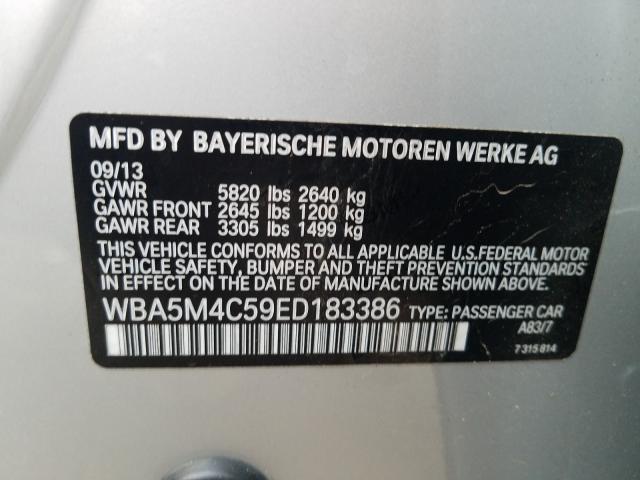 MFD BY BAYERISCHE MOTOREN WERKE AG
09/13
GVWR 5820 lbs 2640 kg
GAWR FRONT 2645 lbs 1200 kg
GAWR REAR 3305 lbs 1499 kg
THIS VEHICLE CONFORMS TO ALL APPLICABLE U.S.FEDERAL MOTOR
VEHICLE SAFETY, BUMPER AND THEFT PREVENTION STANDARDS
IN EFFECT ON THE DATE OF MANUFACTURE SHOWN ABOVE.
WBA5M4C59ED183386 TYPE: PASSENGER CAR
A83/7
7315814